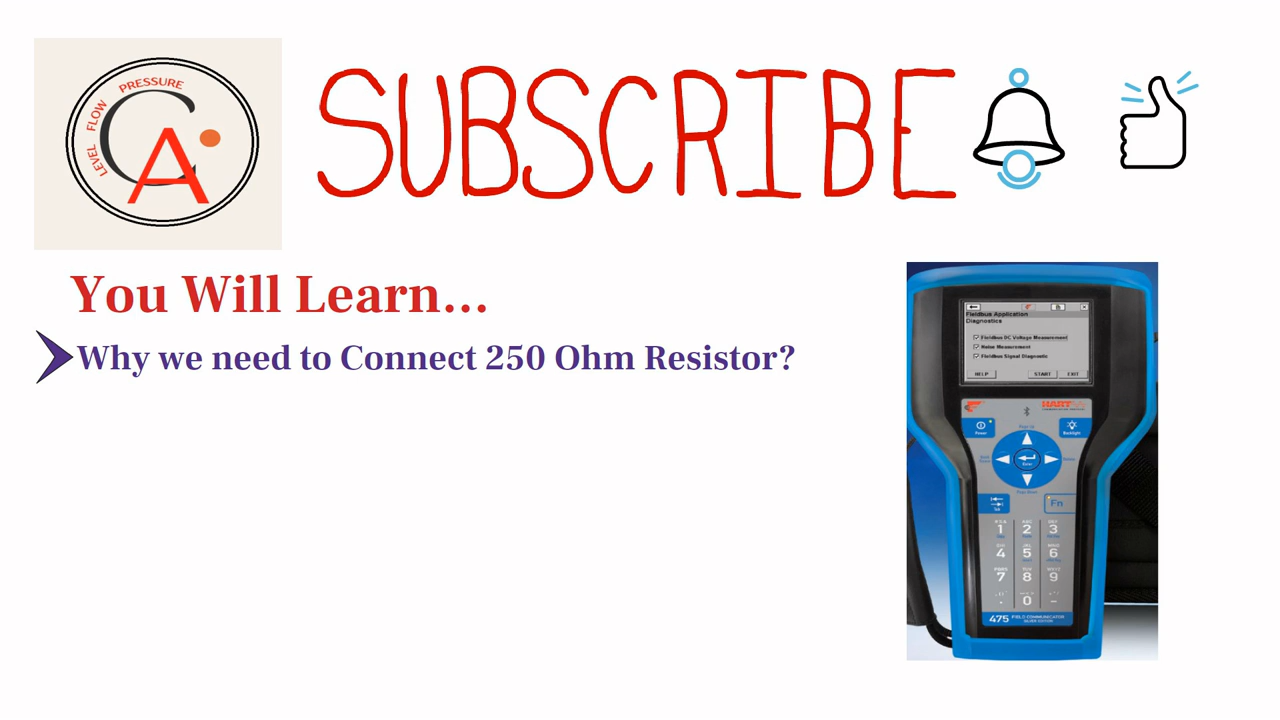 LEVEL FLOW PRESSURE
CA
SUBSCRIBE
You Will Learn...
Why we need to Connect 250 Ohm Resistor?
Fieldbus Application
Diagnostics
Fieldbus DC Voltage Measurement
Noise Measurement
Fieldbus Signal Diagnostic
HELP START EXIT
HART
Power
Backlight
Enter
Fn
1 2 3
4 5 6
7 8 9
. 0 -
475 FIELD COMMUNICATOR